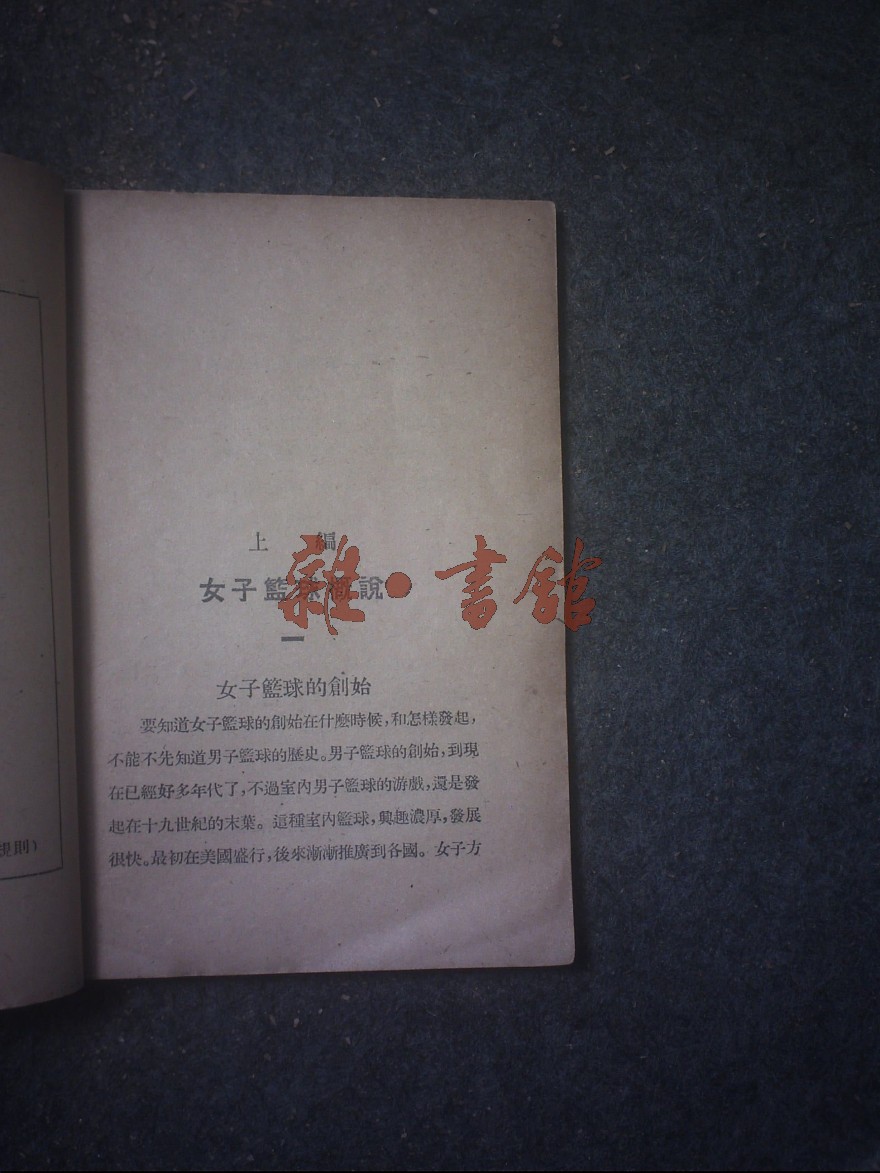 規則）
上 編
女子籃球概說
一
女子籃球的創始
要知道女子籃球的創始在什麼時候，和怎樣發起，
不能不先知道男子籃球的歷史。男子籃球的創始，到現
在已經好多年代了，不過室內男子籃球的游戲，還是發
起在十九世紀的末葉。這種室內籃球，興趣濃厚，發展
很快。最初在美國盛行，後來漸漸推廣到各國。女子方
雜·書館